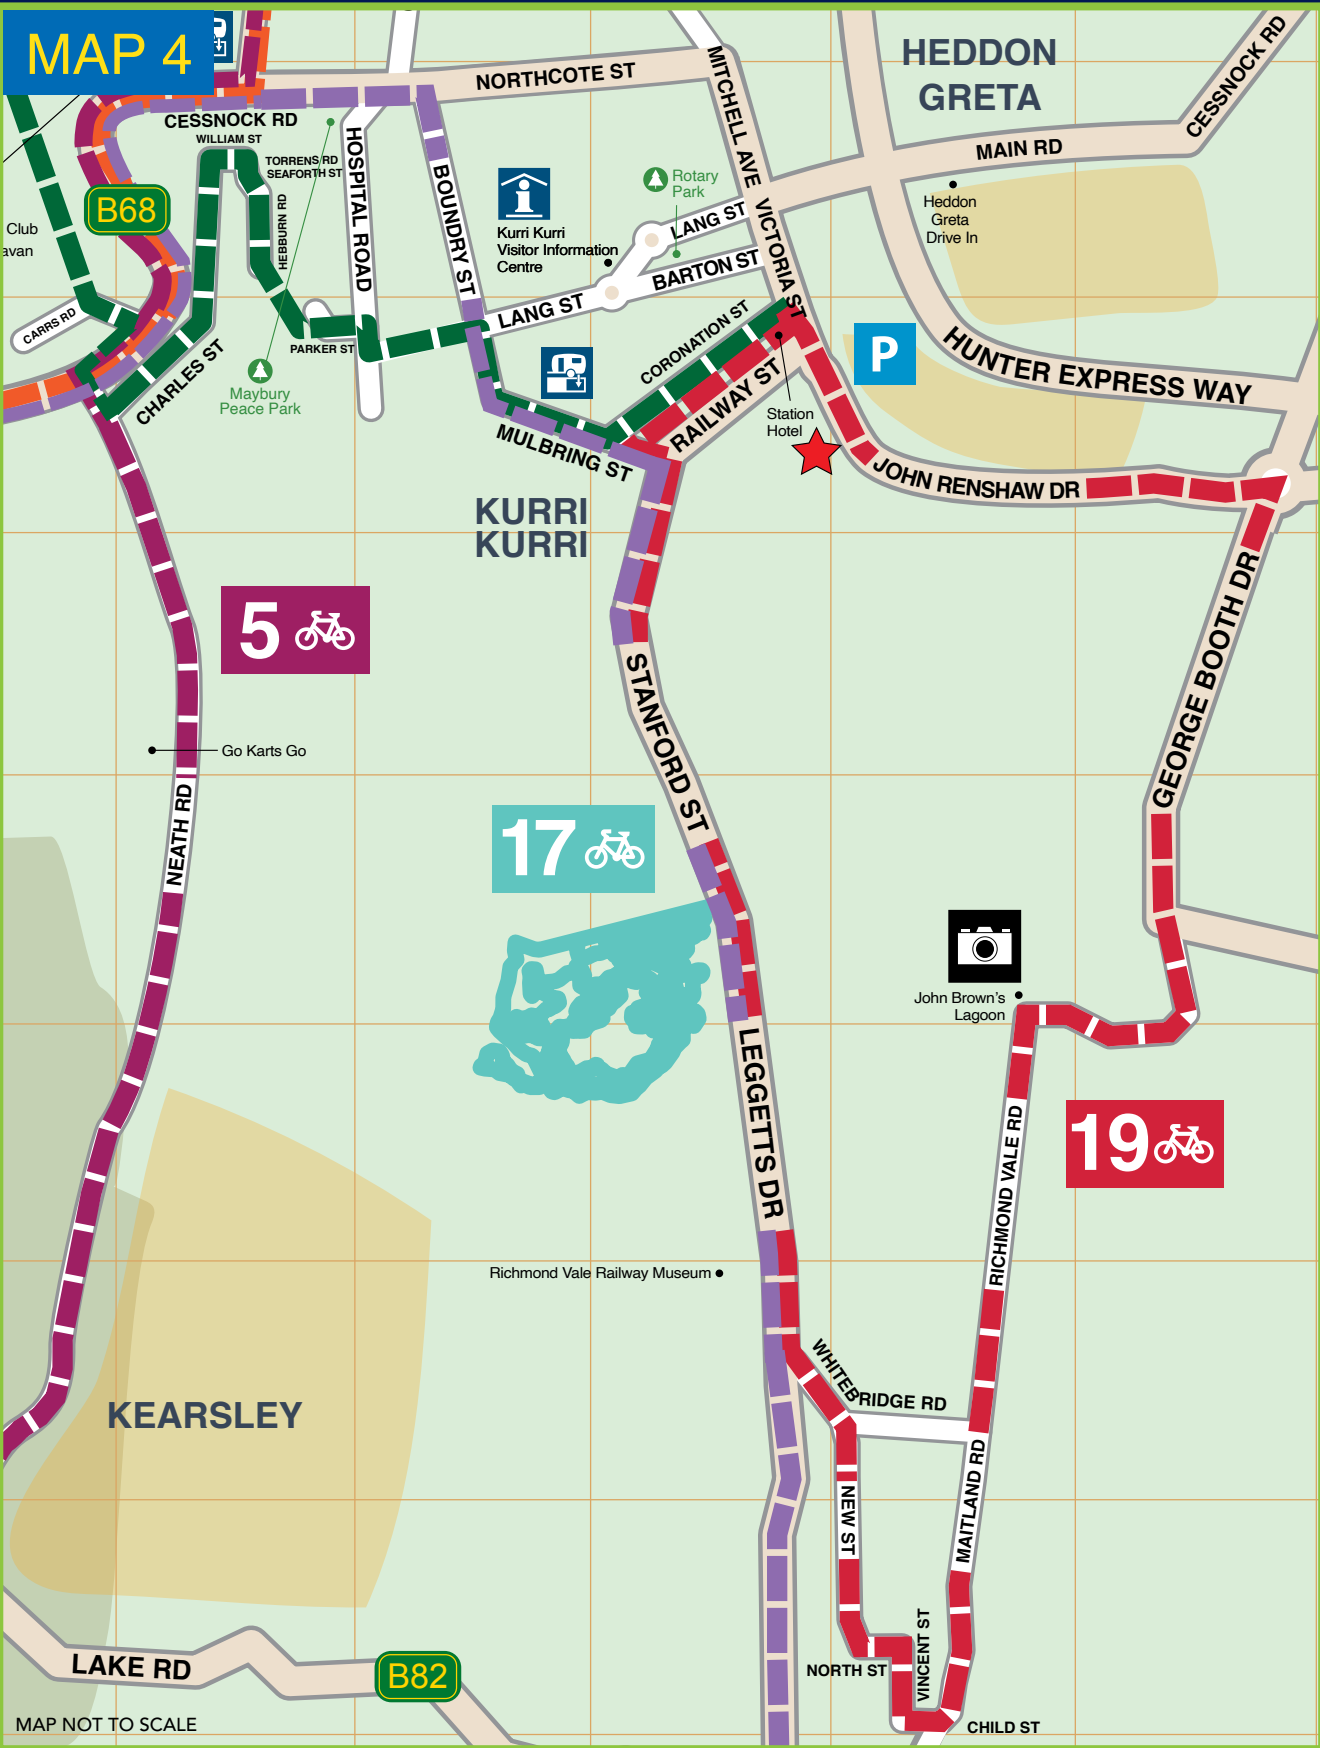 MAP 4
HEDDON
GRETA
CESSNOCK RD
NORTHCOTE ST
MITCHELL AVE
MAIN RD
CESSNOCK RD
WILLIAM ST
TORRENS RD
SEAFORTH ST
HOSPITAL ROAD
BOUNDRY ST
HEBBURN RD
B68
Club
avan
Kurri Kurri
Visitor Information
Centre
Rotary
Park
LANG ST
BARTON ST
VICTORIA ST
Heddon
Greta
Drive In
CARRS RD
LANG ST
PARKER ST
CORONATION ST
P
HUNTER EXPRESS WAY
CHARLES ST
Maybury
Peace Park
RAILWAY ST
Station
Hotel
MULBRING ST
JOHN RENSHAW DR
KURRI
KURRI
5
GEORGE BOOTH DR
STANFORD ST
Go Karts Go
NEATH RD
17
John Brown's
Lagoon
LEGGETTS DR
19
RICHMOND VALE RD
Richmond Vale Railway Museum
WHITEBRIDGE RD
KEARSLEY
MAITLAND RD
NEW ST
VINCENT ST
NORTH ST
LAKE RD
B82
MAP NOT TO SCALE
CHILD ST